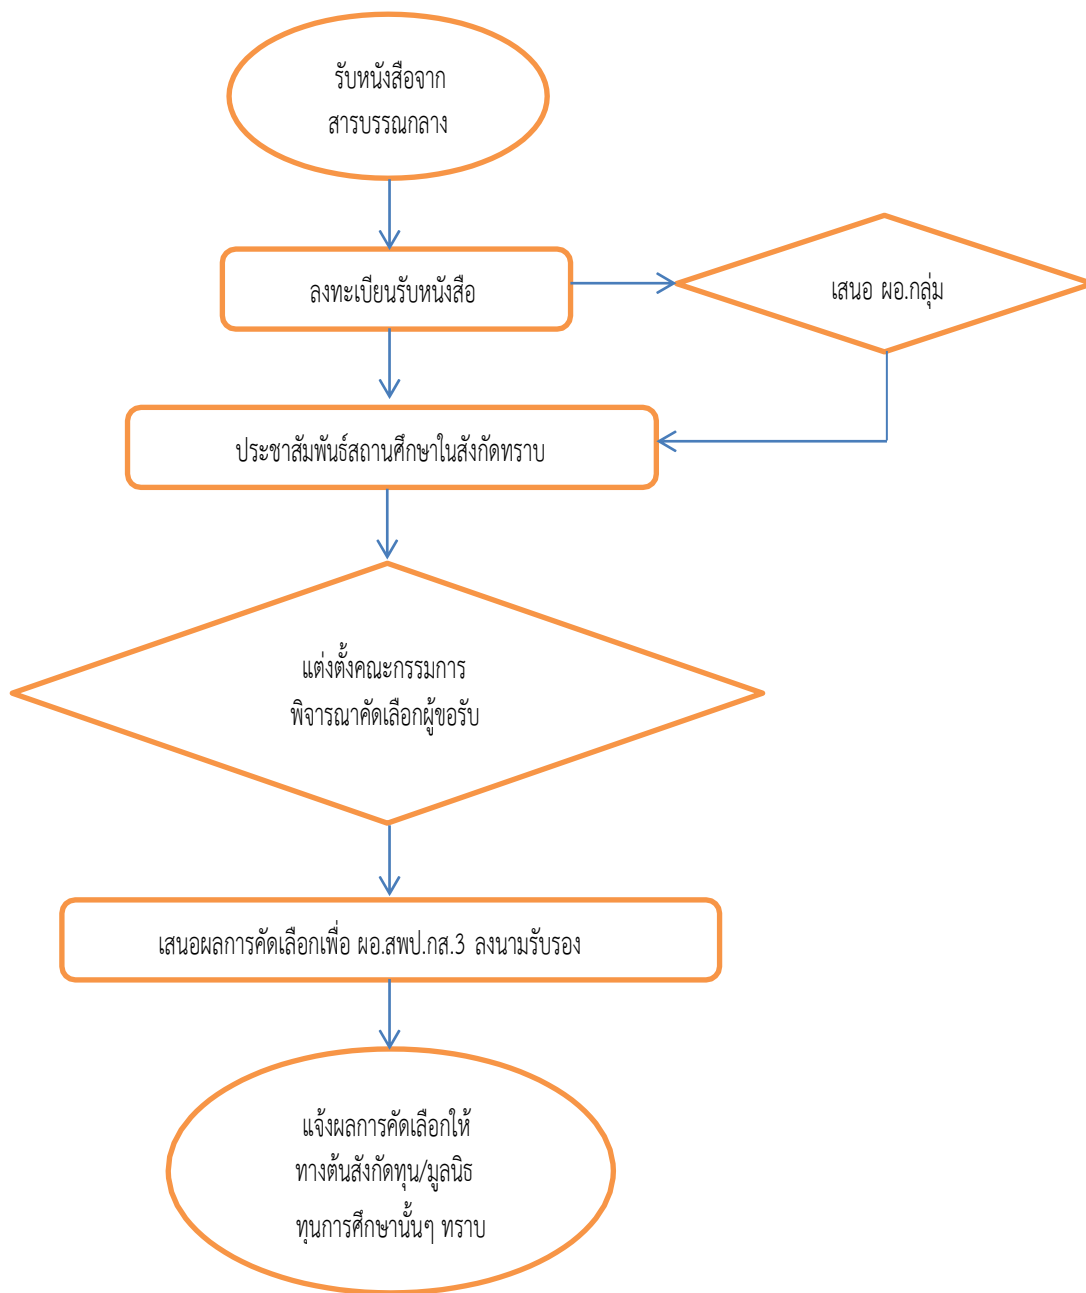 รับหนังสือจาก
สารบรรณกลาง
ลงทะเบียนรับหนังสือ
เสนอ ผอ.กลุ่ม
ประชาสัมพันธ์สถานศึกษาในสังกัดทราบ
แต่งตั้งคณะกรรมการ
พิจารณาคัดเลือกผู้ขอรับ
เสนอผลการคัดเลือกเพื่อ ผอ.สพป.กส.3 ลงนามรับรอง
แจ้งผลการคัดเลือกให้
ทางต้นสังกัดทุน/มูลนิธ
ทุนการศึกษานั้นๆ ทราบ